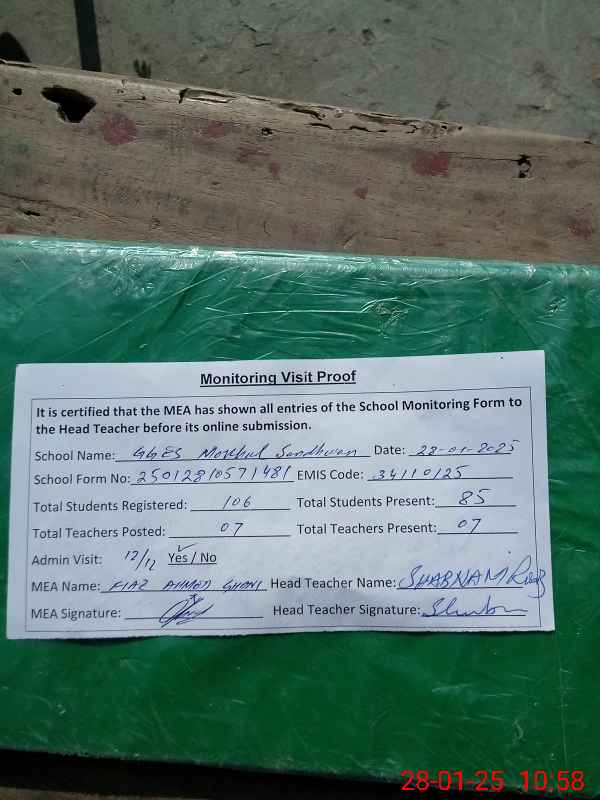 Monitoring Visit Proof
It is certified that the MEA has shown all entries of the School Monitoring Form to
the Head Teacher before its online submission.
School Name: GGES Sandhwan Date: 28-01-2025
School Form No: 25012810571481 EMIS Code: 34110125
Total Students Registered: 106 Total Students Present: 85
Total Teachers Posted: 07 Total Teachers Present: 07
Admin Visit: 12/12 Yes / No
MEA Name: FIAZ AHMED GHANI Head Teacher Name: SHABNAM Riaz
MEA Signature: Head Teacher Signature:
28-01-25 10:58